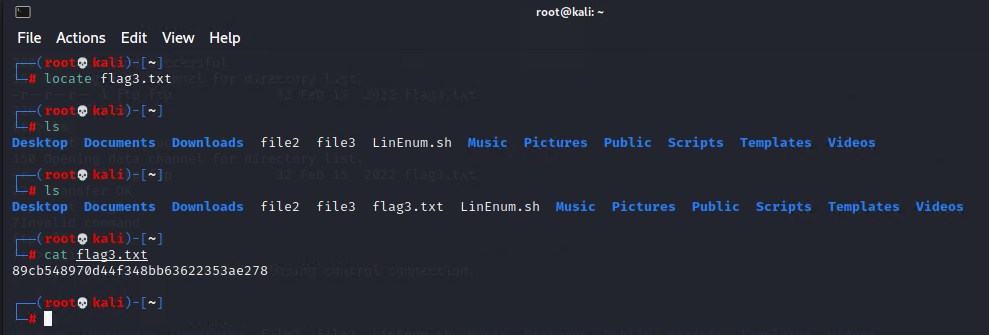 root@kali: ~
File Actions Edit View Help
┌──(root💀kali)-[~]
└─# locate flag3.txt
┌──(root💀kali)-[~]
└─# ls
Desktop Documents Downloads file2 file3 LinEnum.sh Music Pictures Public Scripts Templates Videos
┌──(root💀kali)-[~]
└─# ls
Desktop Documents Downloads file2 file3 flag3.txt LinEnum.sh Music Pictures Public Scripts Templates Videos
┌──(root💀kali)-[~]
└─# cat flag3.txt
89cb548970d44f348bb63622353ae278
┌──(root💀kali)-[~]
└─#